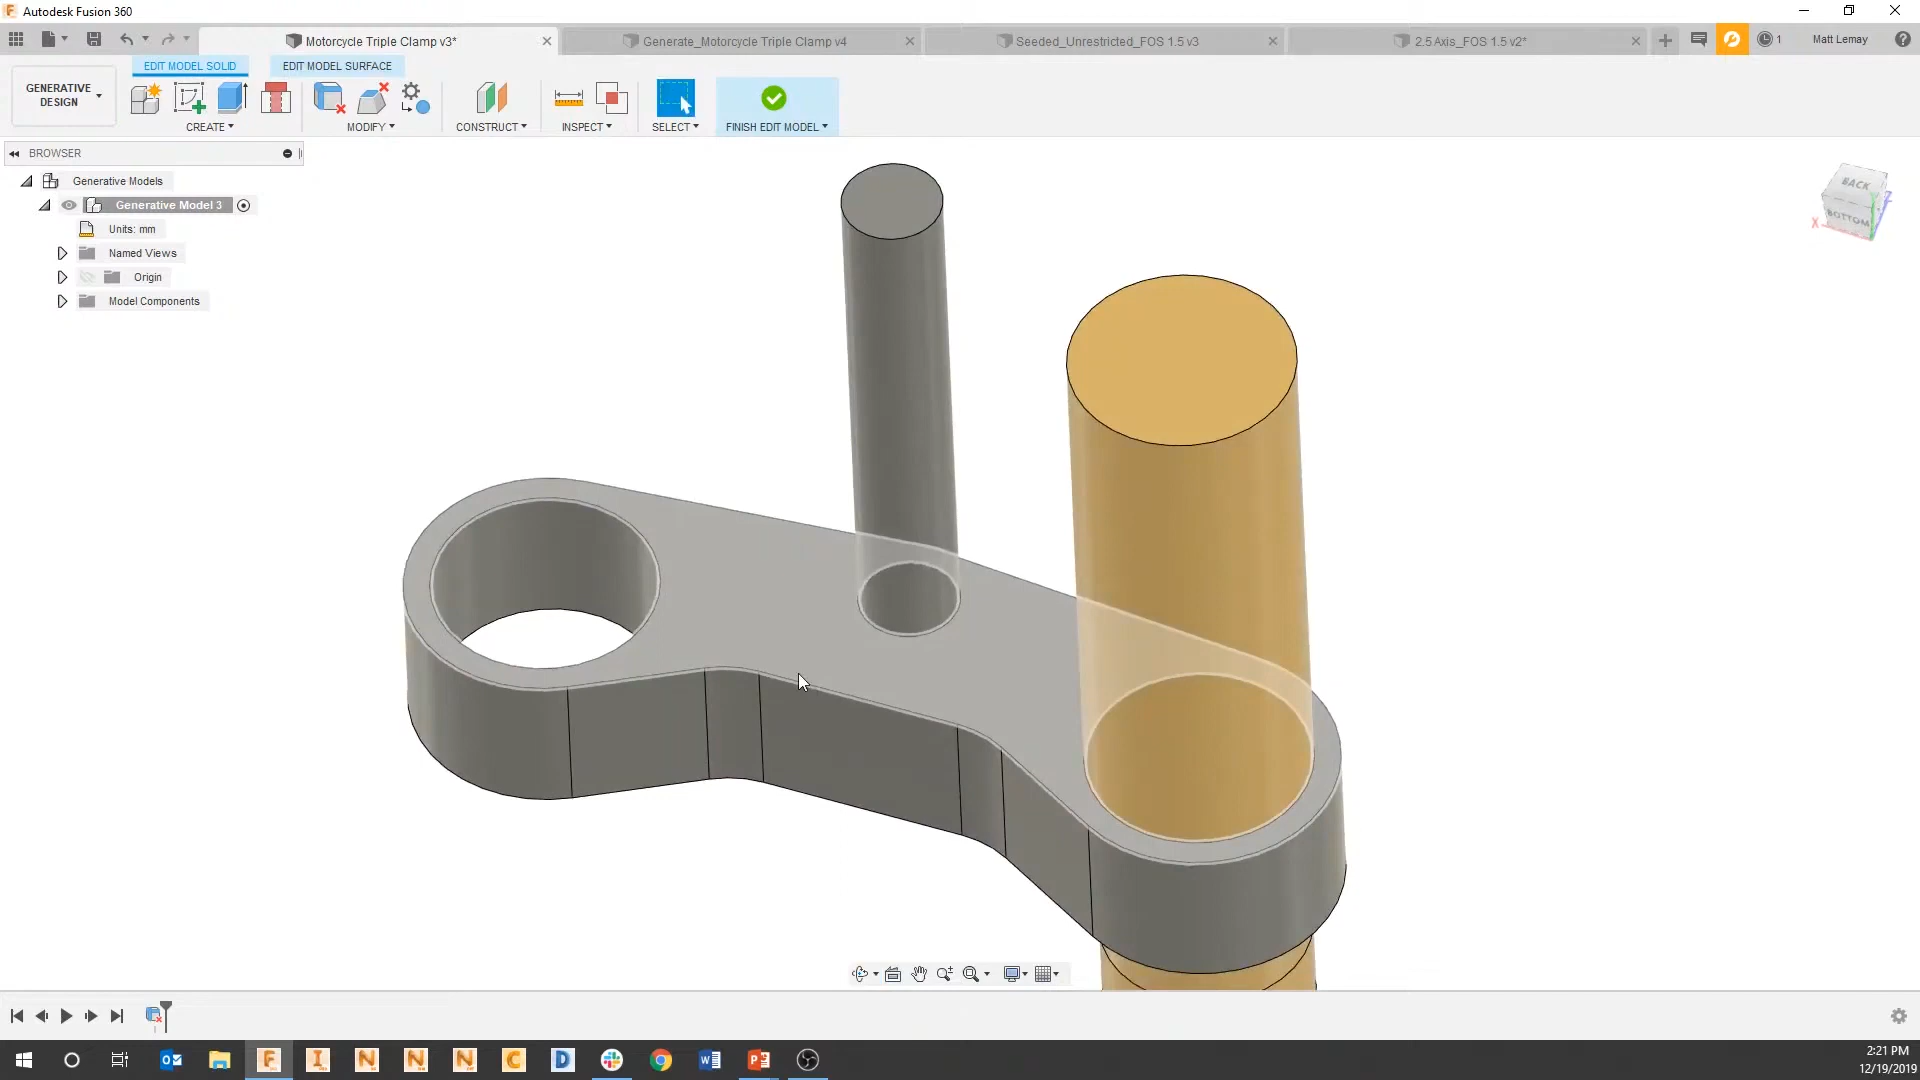 Autodesk Fusion 360
Motorcycle Triple Clamp v3*
Generate_Motorcycle Triple Clamp v4
Seeded_Unrestricted_FOS 1.5 v3
2.5 Axis_FOS 1.5 v2*
1
Matt Lemay
EDIT MODEL SOLID
EDIT MODEL SURFACE
GENERATIVE
DESIGN
CREATE
MODIFY
CONSTRUCT
INSPECT
SELECT
FINISH EDIT MODEL
BROWSER
Generative Models
Generative Model 3
Units: mm
Named Views
Origin
Model Components
BACK
BOTTOM
X
Z
2:21 PM
12/19/2019